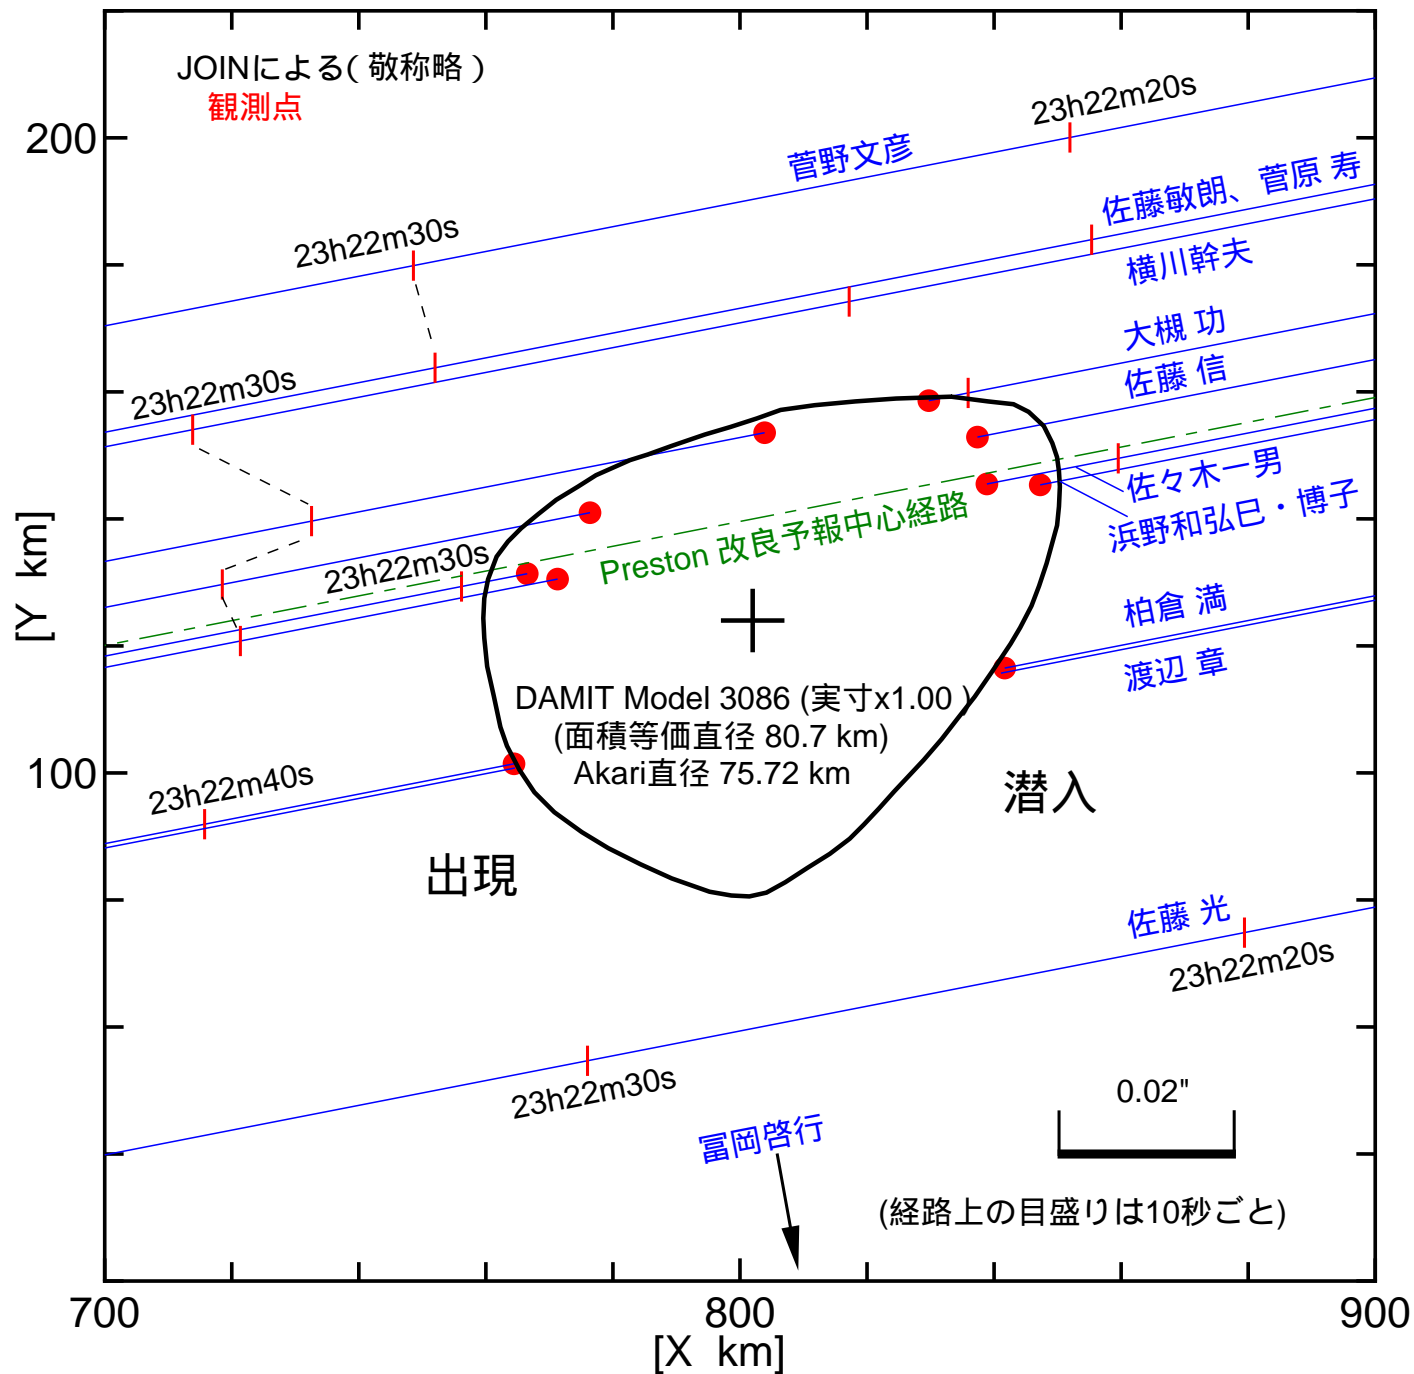 JOINによる( 敬称略 )
観測点
23h22m20s
200
菅野文彦
佐藤敏朗、菅原 寿
23h22m30s
横川幹夫
大槻 功
佐藤 信
23h22m30s
佐々木一男
浜野和弘巳・博子
Preston 改良予報中心経路
23h22m30s
[Y km]
柏倉 満
渡辺 章
DAMIT Model 3086 (実寸x1.00 )
(面積等価直径 80.7 km)
Akari直径 75.72 km
100
23h22m40s
潜入
出現
佐藤 光
23h22m20s
23h22m30s
0.02"
冨岡啓行
(経路上の目盛りは10秒ごと)
700
800
900
[X km]